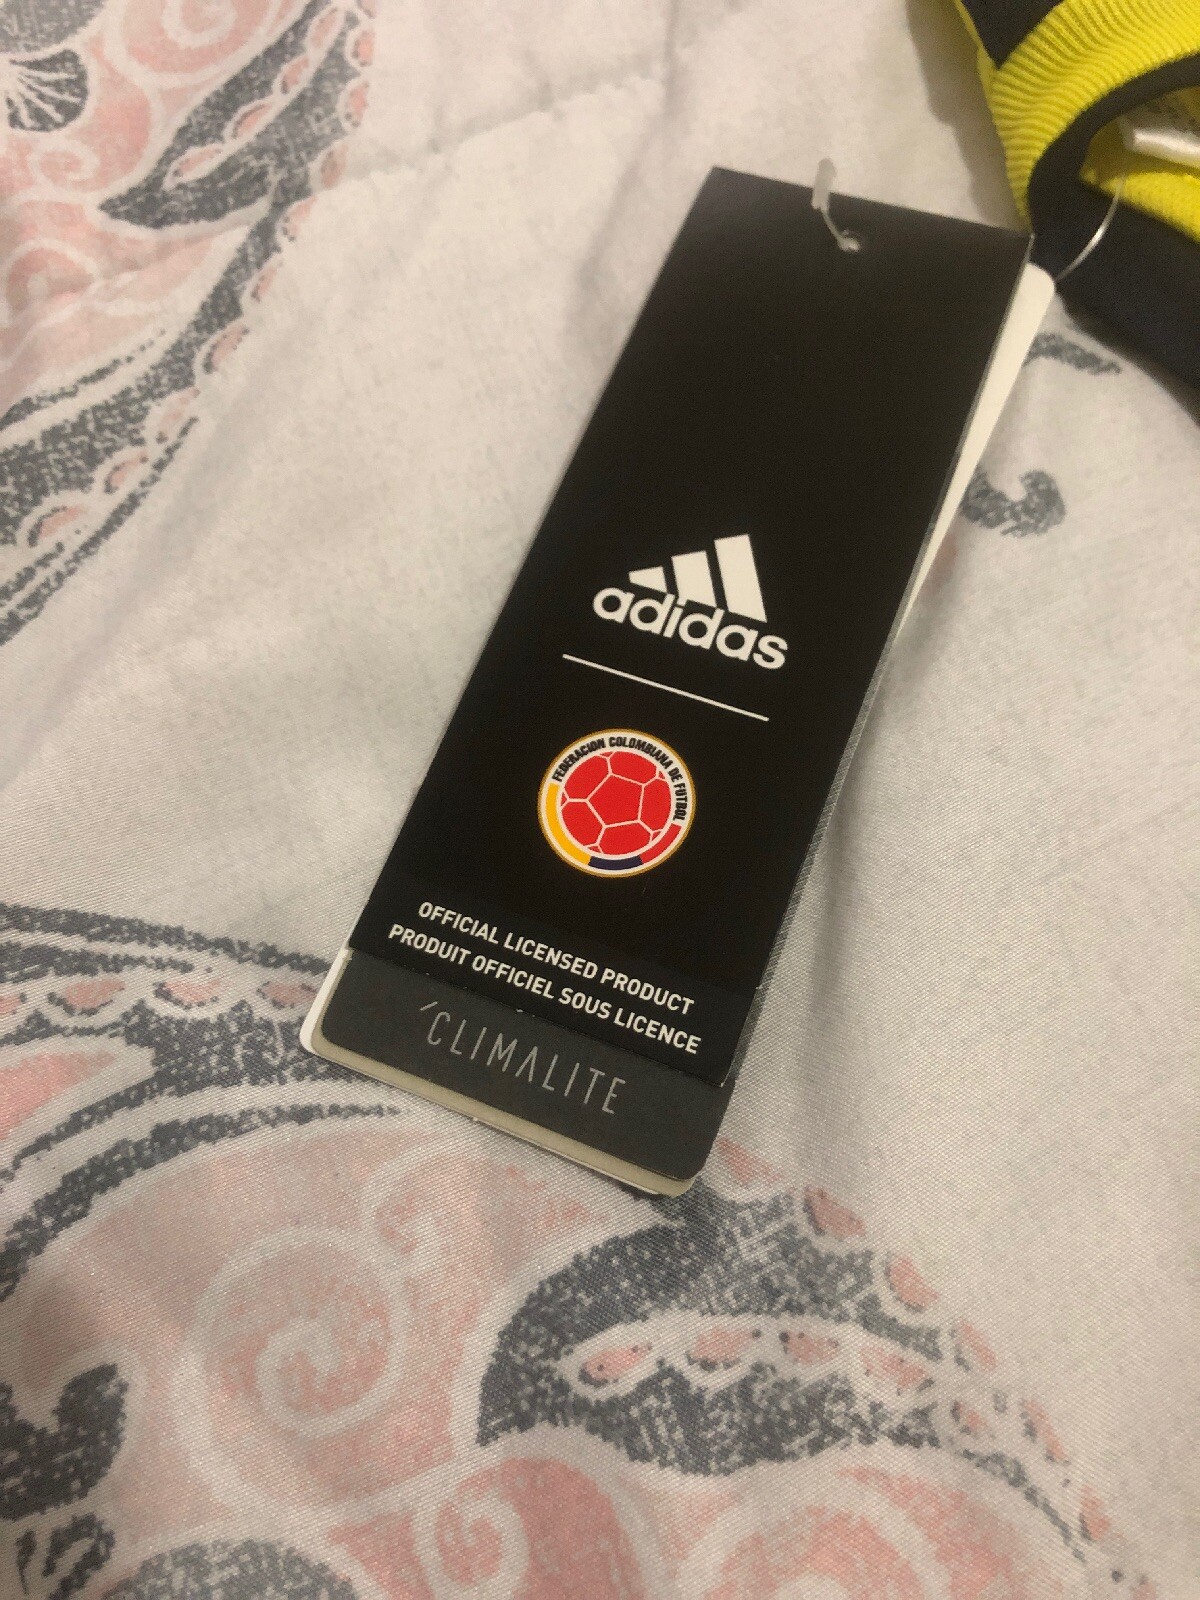 adidas
FEDERACION COLOMBIANA DE FUTBOL
OFFICIAL LICENSED PRODUCT
PRODUIT OFFICIEL SOUS LICENCE
CLIMALITE